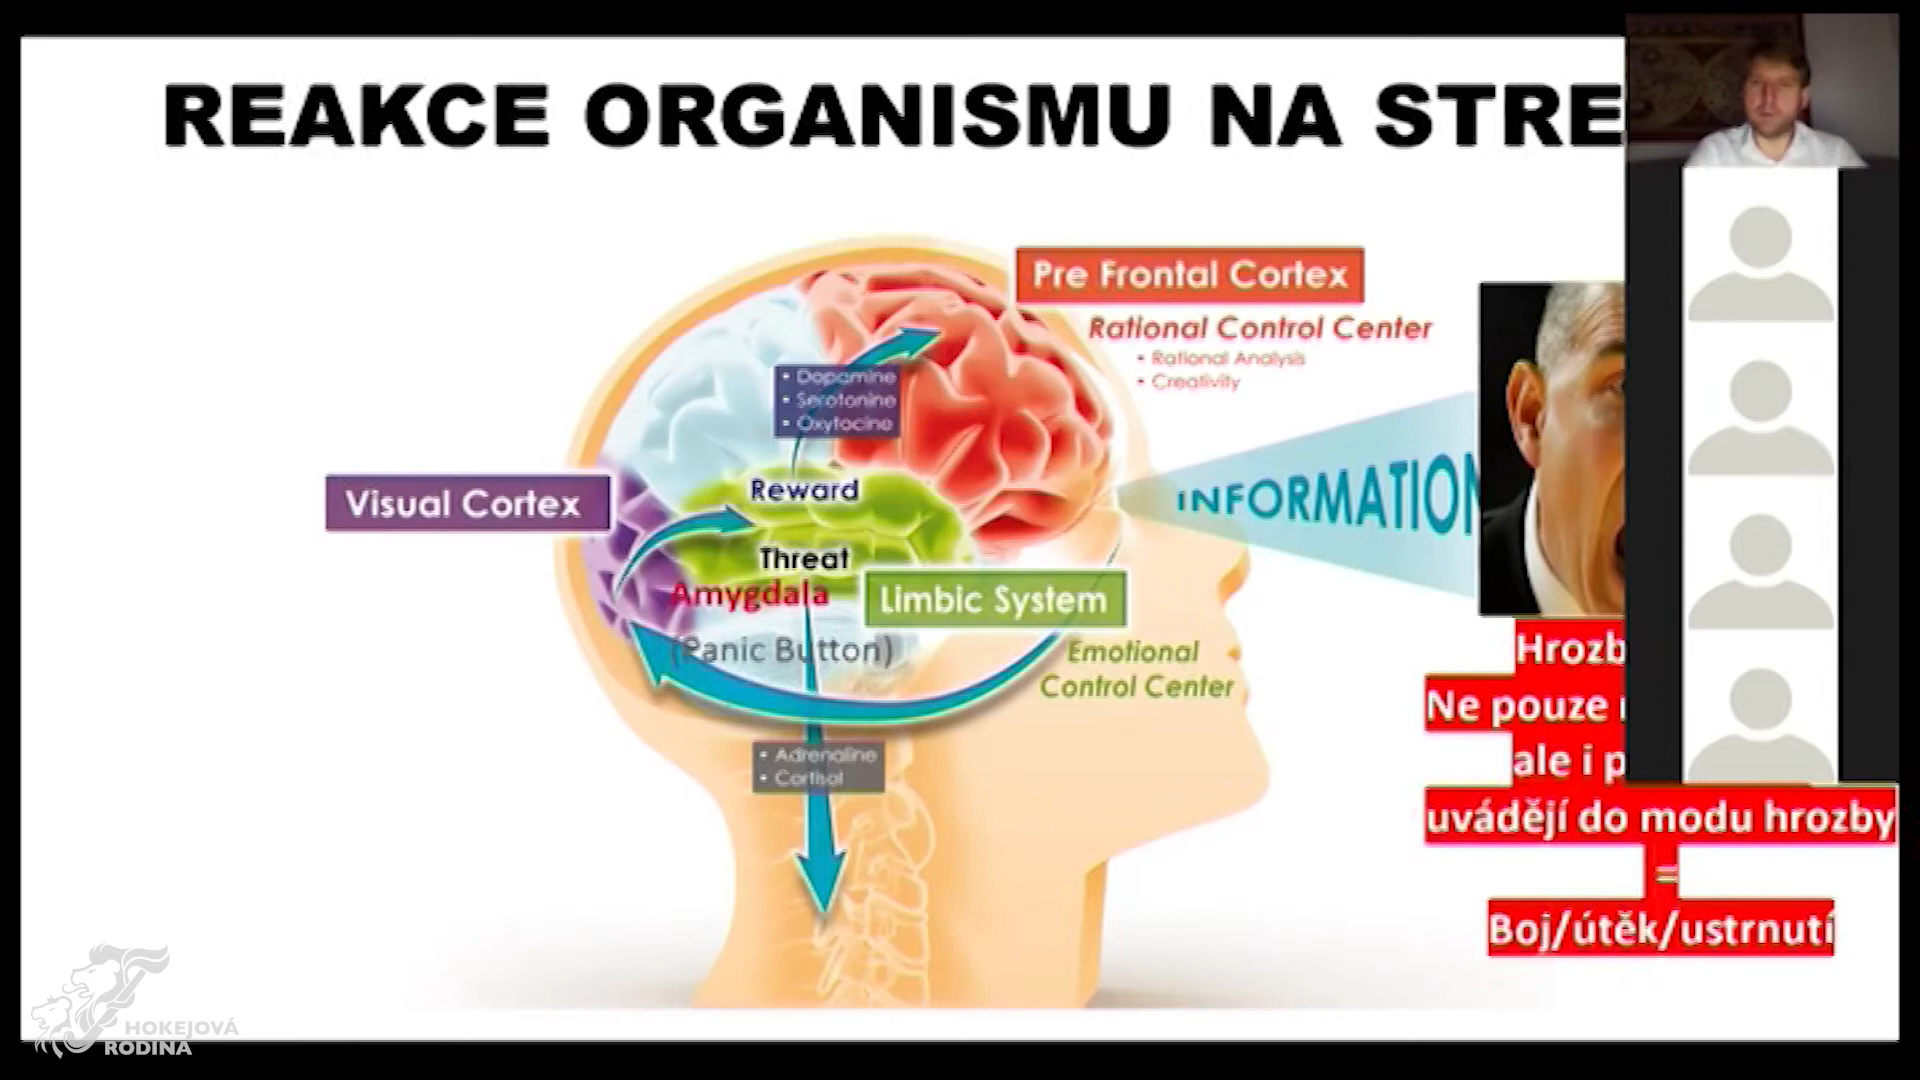 REAKCE ORGANISMU NA STRE
Pre Frontal Cortex
Rational Control Center
• Rational Analysis
• Creativity
• Dopamine
• Serotonine
• Oxytocine
INFORMATION
Visual Cortex
Reward
Threat
Amygdala
(Panic Button)
Limbic System
Emotional
Control Center
• Adrenaline
• Cortisol
Hrozb
Ne pouze
ale i p
uvádějí do modu hrozby
=
Boj/útěk/ustrnutí
HOKEJOVÁ
RODINA